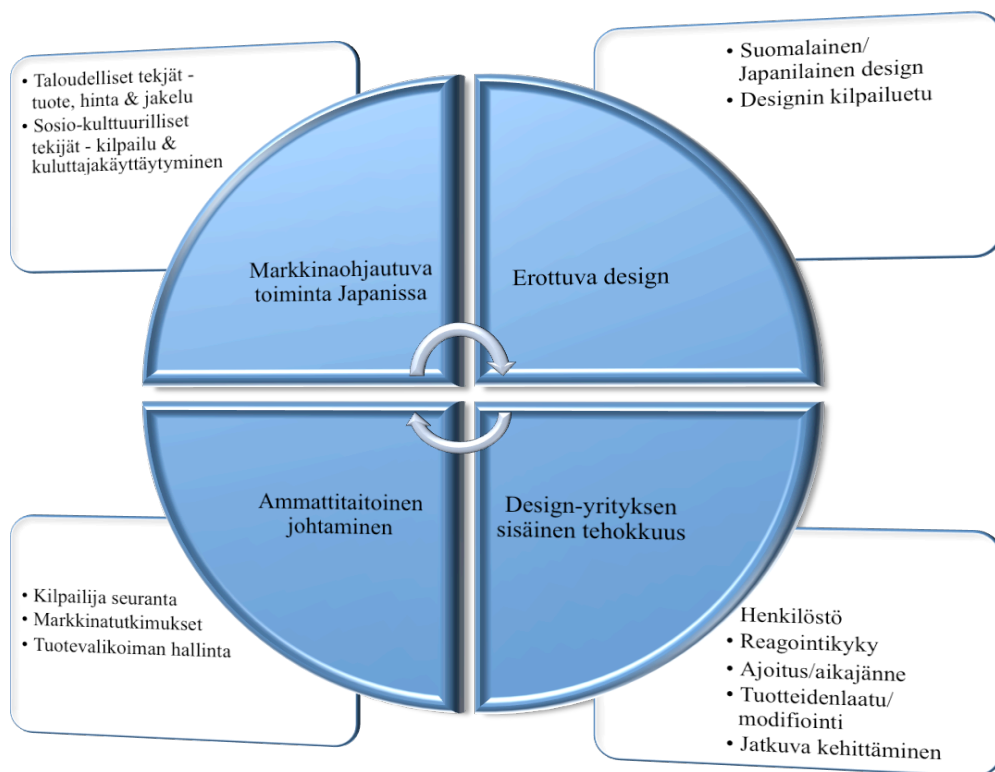 • Taloudelliset tekjät -
tuote, hinta & jakelu
• Sosio-kulttuurilliset
tekijät - kilpailu &
kuluttajakäyttäytyminen
• Suomalainen/
Japanilainen design
• Designin kilpailuetu
Markkinaohjautuva
toiminta Japanissa
Erottuva design
Ammattitaitoinen
johtaminen
Design-yrityksen
sisäinen tehokkuus
• Kilpailija seuranta
• Markkinatutkimukset
• Tuotevalikoiman hallinta
Henkilöstö
• Reagointikyky
• Ajoitus/aikajänne
• Tuotteidenlaatu/
modifiointi
• Jatkuva kehittäminen